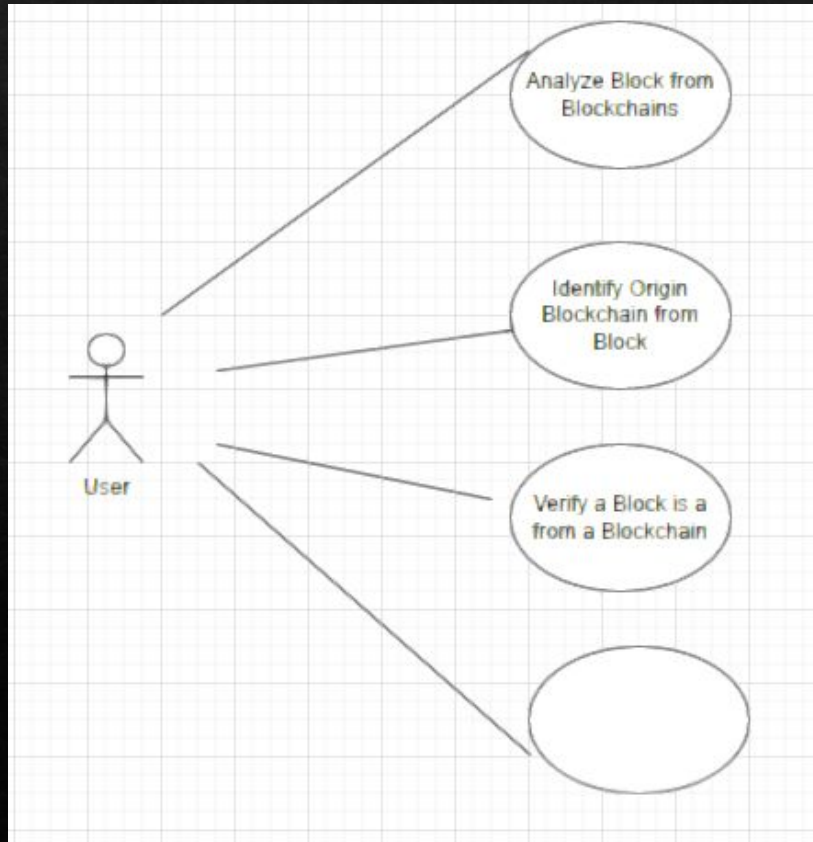 Analyze Block from
Blockchains
Identify Origin
Blockchain from
Block
User
Verify a Block is a
from a Blockchain